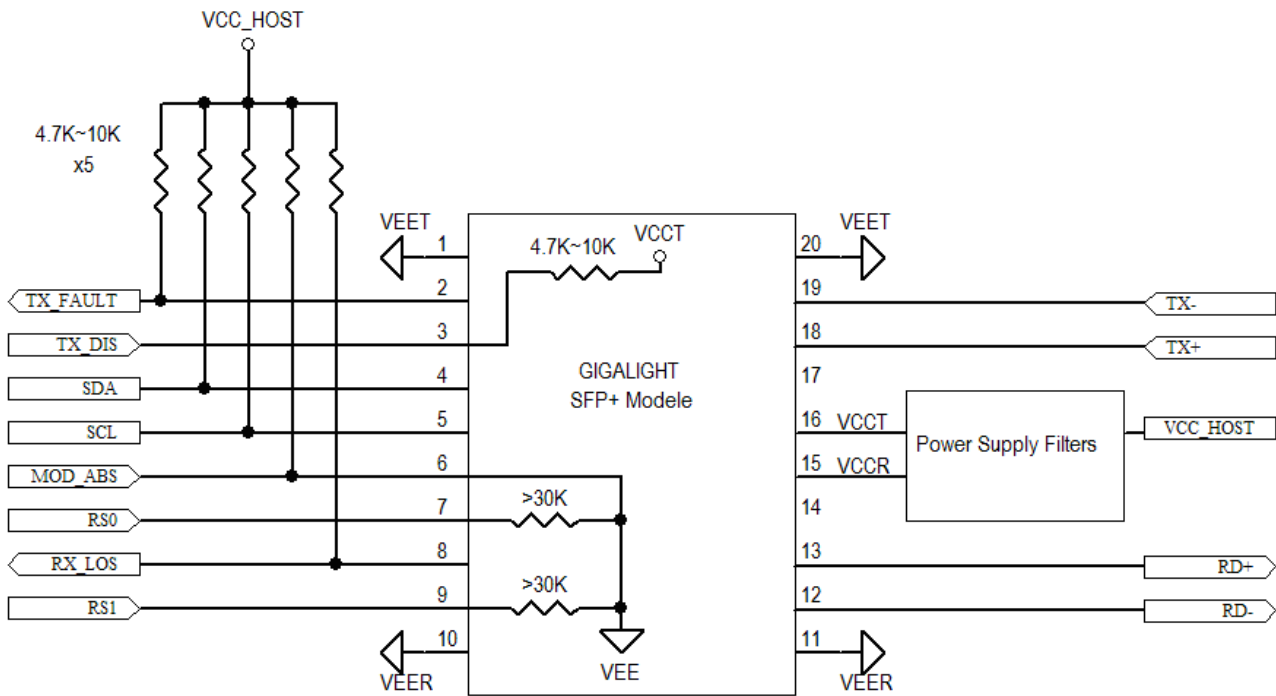 VCC_HOST
4.7K~10K
x5
VEET
1
4.7K~10K
VCCT
20
VEET
TX_FAULT
2
19
TX-
TX_DIS
3
18
TX+
SDA
4
GIGALIGHT
SFP+ Modele
17
SCL
5
16
VCCT
Power Supply Filters
VCC_HOST
MOD_ABS
6
15
VCCR
RS0
7
>30K
14
RX_LOS
8
13
RD+
RS1
9
>30K
12
RD-
10
VEER
VEE
11
VEER